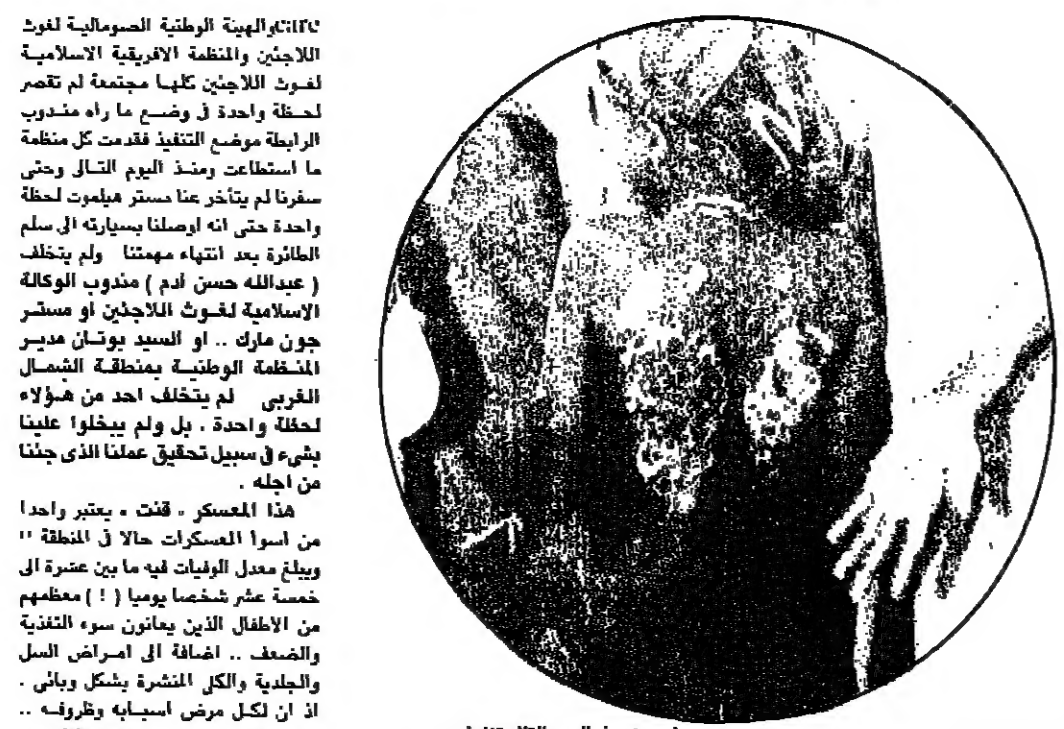 والهيئة الوطنية الصومالية لغوث
اللاجئين والمنظمة الافريقية الاسلامية
لغوث اللاجئين كلها مجتمعة لم تقصر
لحظة واحدة في وضع ما راه مندوب
الرابطة موضع التنفيذ فقدمت كل منظمة
ما استطاعت ومنذ اليوم التالى وحتى
سفرنا لم يتأخر عنا مستر هيلموت لحظة
واحدة حتى انه اوصلنا بسيارته الى سلم
الطائرة بعد انتهاء مهمتنا ولم يتخلف
( عبدالله حسن أدم ) مندوب الوكالة
الاسلامية لغوث اللاجئين او مستر
جون مارك .. او السيد بوتان مدير
المنظمة الوطنية بمنطقة الشمال
الغربى لم يتخلف احد من هؤلاء
لحظة واحدة . بل ولم يبخلوا علينا
بشيء في سبيل تحقيق عملنا الذى جئنا
من اجله .
هذا المعسكر « قنت » يعتبر واحدا
من اسوأ المعسكرات حالا في المنطقة !!
ويبلغ معدل الوفيات فيه ما بين عشرة الى
خمسة عشر شخصا يوميا ( ! ) معظمهم
من الاطفال الذين يعانون سوء التغذية
والضعف .. اضافة الى امراض السل
والجلدية والكلى المنشرة بشكل وبائى .
اذ ان لكل مرض اسبابه وظروفه ..